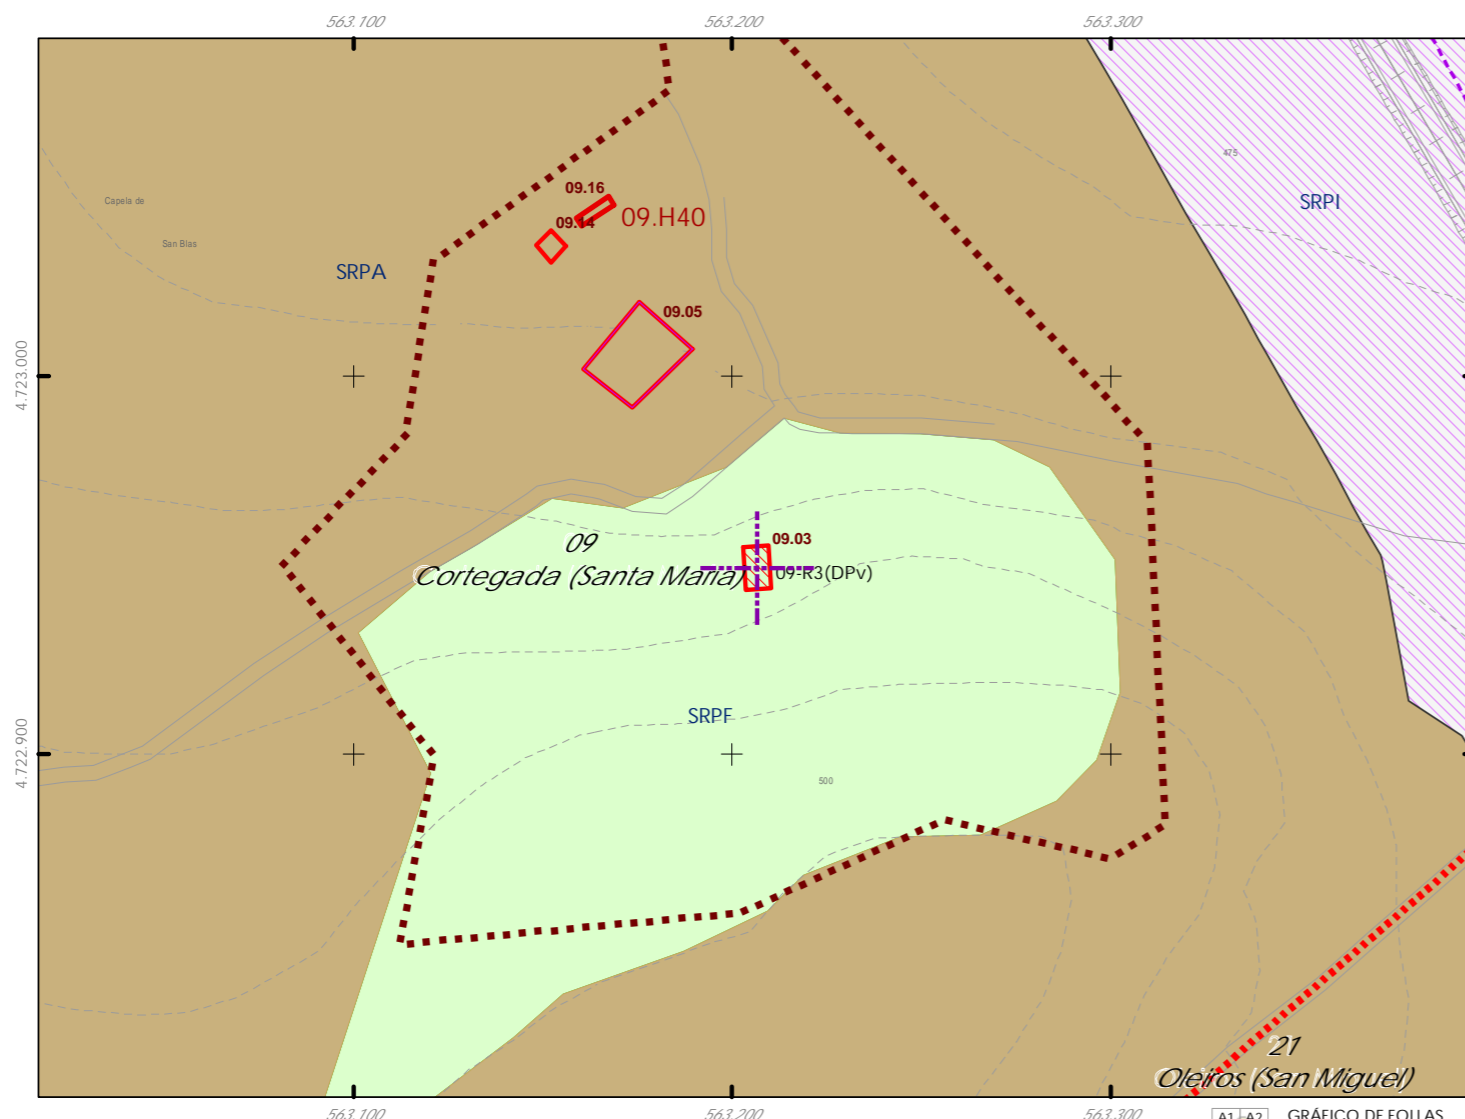 563.100
563.200
563.300
475
SRPI
09.16
Capela de
09.H40
09.14
San Blas
SRPA
09.05
4.723.000
09.03
09
Cortegada (Santa María)
09-R3(DPv)
SRPF
4.722.900
500
21
Oleiros (San Miguel)
563.100
563.200
563.300
A1 A2 GRÁFICO DE FOLLAS